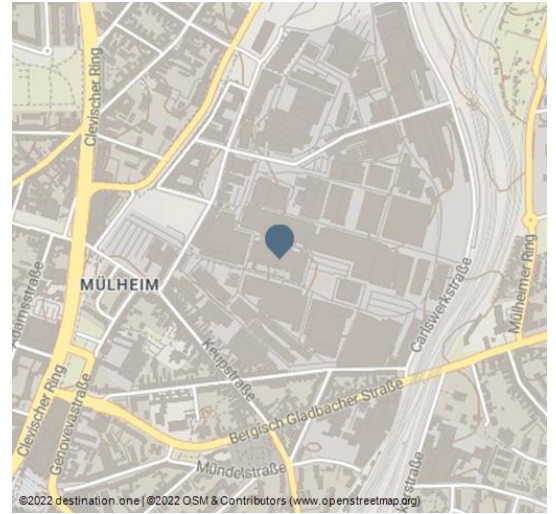 Clevischer Ring
Adamsstraße
MÜLHEIM
Keupstraße
Carlswerkstraße
Mülheimer Ring
Clevischer Ring
Genovevastraße
Bergisch Gladbacher Straße
Mündelstraße
©2022 destination.one | ©2022 OSM & Contributors (www.openstreetmap.org)